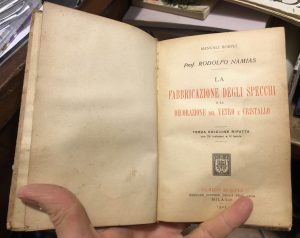 MANUALI HOEPLI
Prof. RODOLFO NAMIAS
LA
FABBRICAZIONE DEGLI SPECCHI
E LA
DECORAZIONE DEL VETRO E CRISTALLO
TERZA EDIZIONE RIFATTA
ULRICO HOEPLI
MILANO